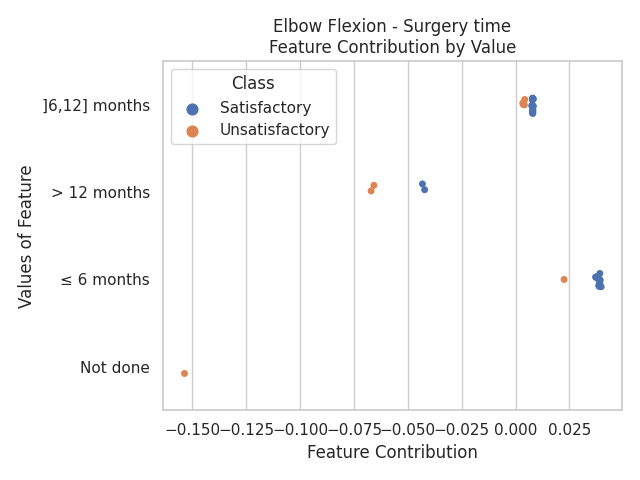 Elbow Flexion - Surgery time
Feature Contribution by Value
Class
Satisfactory
Unsatisfactory
Values of Feature
]6,12] months
> 12 months
≤ 6 months
Not done
−0.150 −0.125 −0.100 −0.075 −0.050 −0.025 0.000 0.025
Feature Contribution